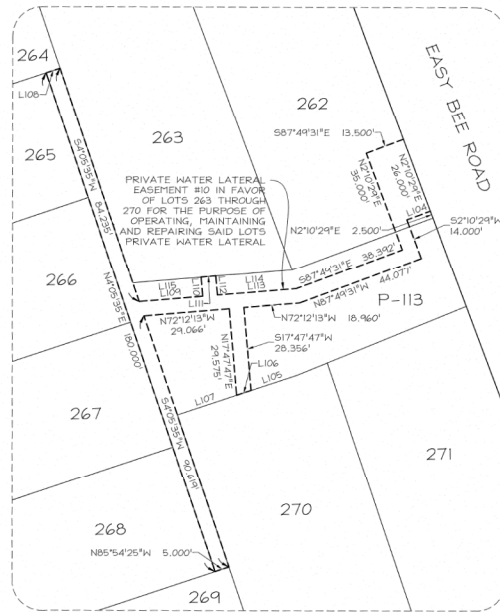 264
L108
265
263
262
EASY BEE ROAD
S87°49'31"E 13.500'
N2°10'29"E
35.000'
N2°10'29"E
26.000'
S4°05'35"W
84.235'
PRIVATE WATER LATERAL
EASEMENT #10 IN FAVOR
OF LOTS 263 THROUGH
270 FOR THE PURPOSE OF
OPERATING, MAINTAINING
AND REPAIRING SAID LOTS
PRIVATE WATER LATERAL
L104
N2°10'29"E 2.500'
S2°10'29"W
14.000'
266
L115
L109
L110
L112
L114
L113
L111
S87°49'31"E 38.392'
N87°49'31"W 44.077'
P-113
N4°05'35"E
180.000'
N72°12'13"W
29.066'
N72°12'13"W 18.960'
S17°47'47"W
28.356'
N17°47'47"E
29.575'
L106
L105
L107
267
S4°05'35"W
90.619'
271
270
268
N85°54'25"W 5.000'
269